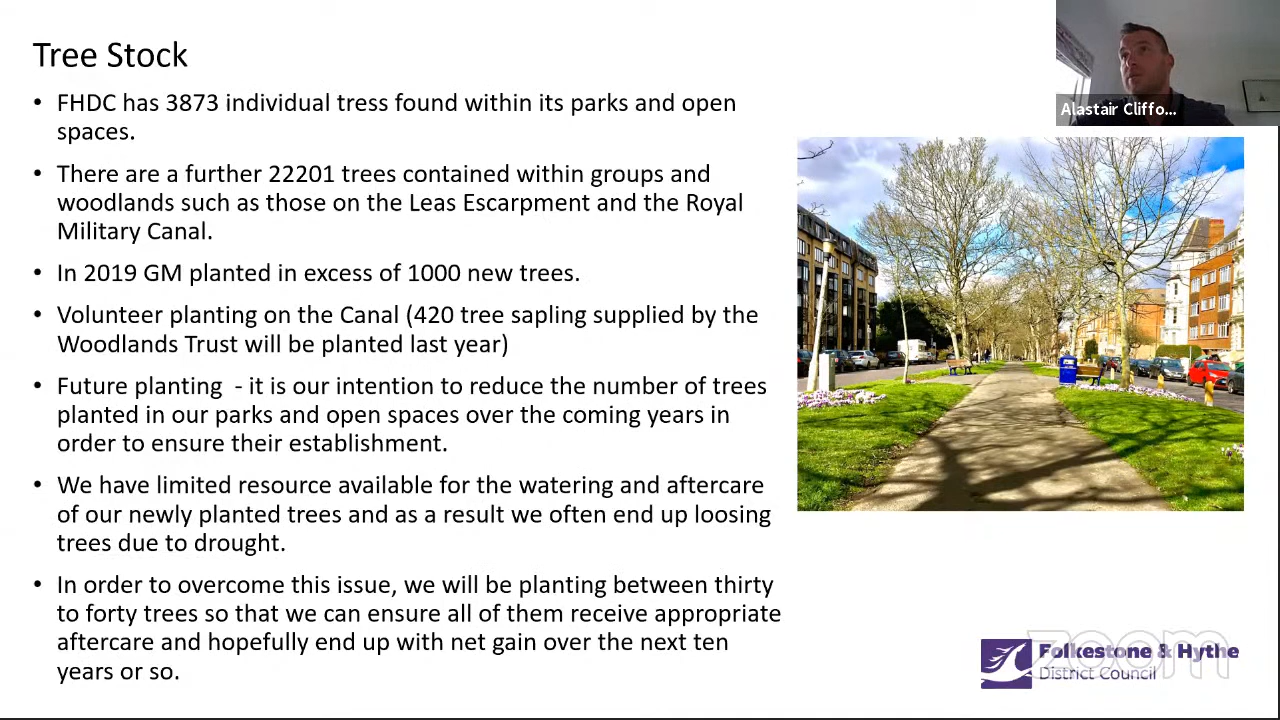 Tree Stock
• FHDC has 3873 individual tress found within its parks and open
spaces.
• There are a further 22201 trees contained within groups and
woodlands such as those on the Leas Escarpment and the Royal
Military Canal.
• In 2019 GM planted in excess of 1000 new trees.
• Volunteer planting on the Canal (420 tree sapling supplied by the
Woodlands Trust will be planted last year)
• Future planting - it is our intention to reduce the number of trees
planted in our parks and open spaces over the coming years in
order to ensure their establishment.
• We have limited resource available for the watering and aftercare
of our newly planted trees and as a result we often end up loosing
trees due to drought.
• In order to overcome this issue, we will be planting between thirty
to forty trees so that we can ensure all of them receive appropriate
aftercare and hopefully end up with net gain over the next ten
years or so.
Alastair Cliffo...
zoom
Folkestone & Hythe
District Council